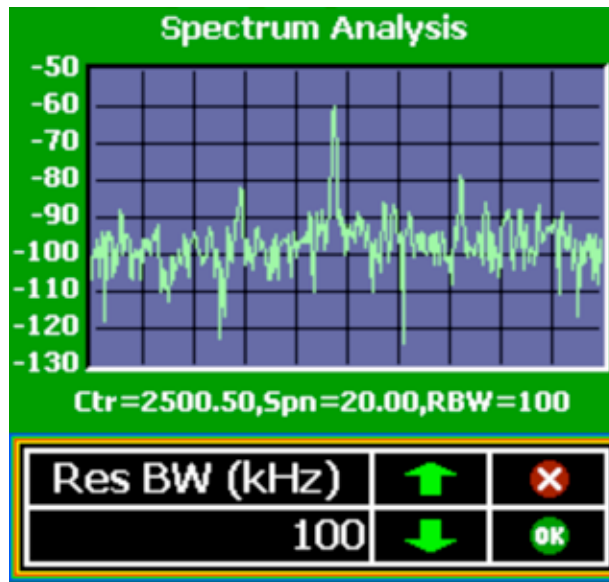 Spectrum Analysis
-50
-60
-70
-80
-90
-100
-110
-120
-130
Ctr=2500.50,Spn=20.00,RBW=100
Res BW (kHz)
100
OK